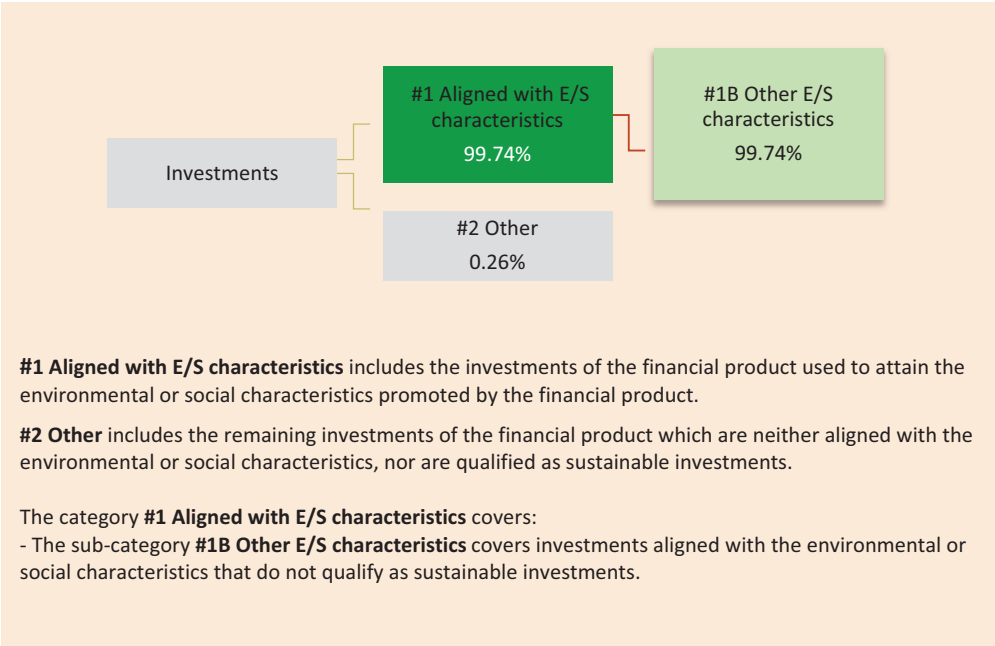 #1 Aligned with E/S
characteristics
99.74%
#1B Other E/S
characteristics
99.74%
Investments
#2 Other
0.26%
#1 Aligned with E/S characteristics includes the investments of the financial product used to attain the
environmental or social characteristics promoted by the financial product.
#2 Other includes the remaining investments of the financial product which are neither aligned with the
environmental or social characteristics, nor are qualified as sustainable investments.
The category #1 Aligned with E/S characteristics covers:
- The sub-category #1B Other E/S characteristics covers investments aligned with the environmental or
social characteristics that do not qualify as sustainable investments.